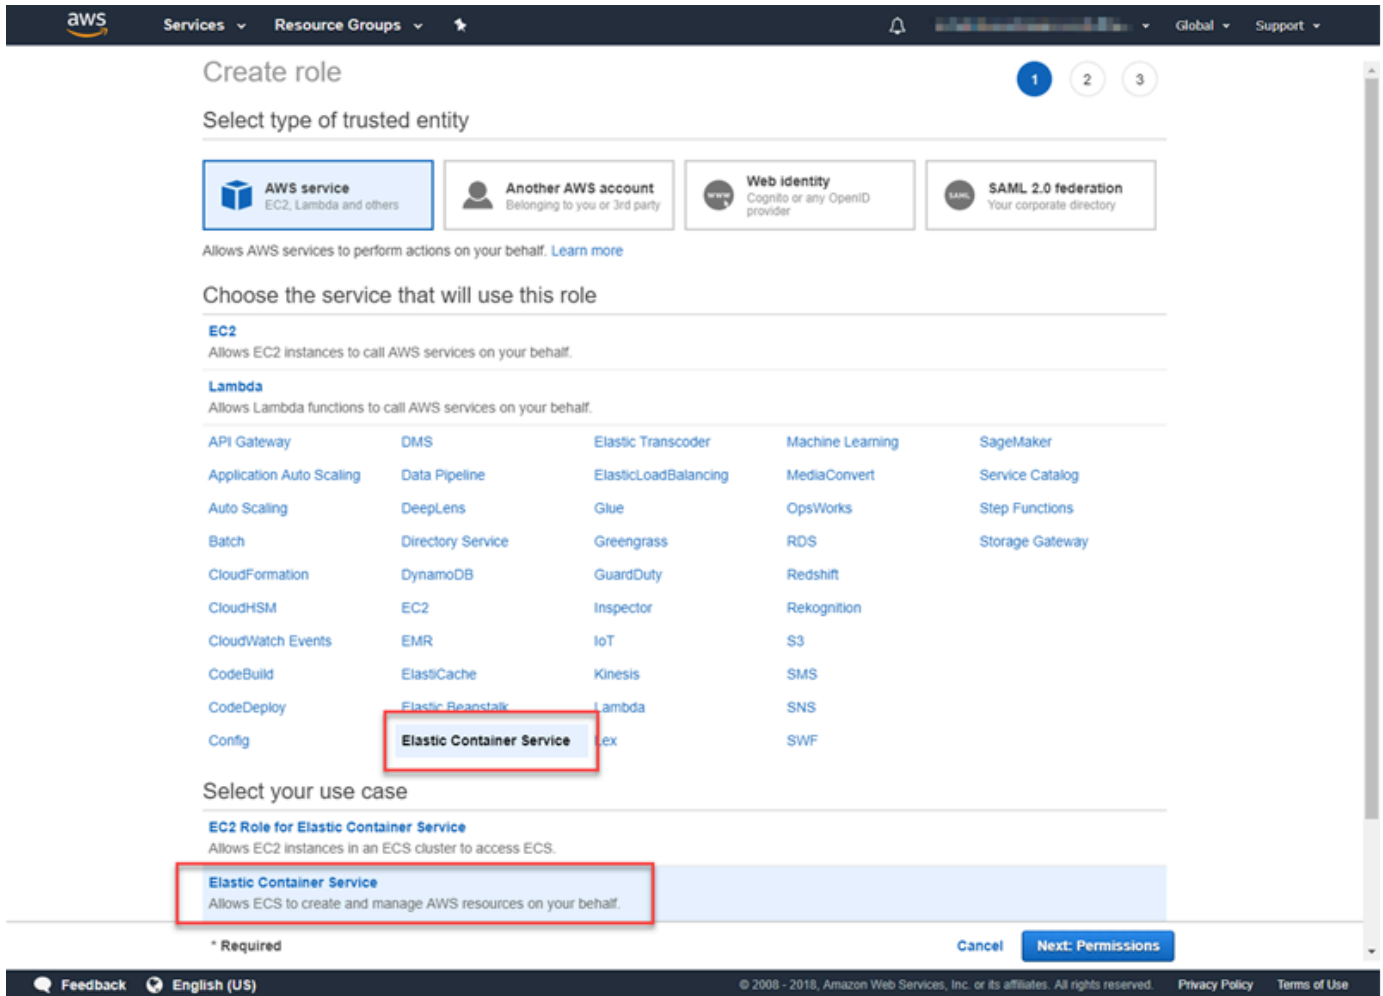 aws Services Resource Groups Global Support
Create role
1 2 3
Select type of trusted entity
AWS service
EC2, Lambda and others
Another AWS account
Belonging to you or 3rd party
Web identity
Cognito or any OpenID
provider
SAML 2.0 federation
Your corporate directory
Allows AWS services to perform actions on your behalf. Learn more
Choose the service that will use this role
EC2
Allows EC2 instances to call AWS services on your behalf.
Lambda
Allows Lambda functions to call AWS services on your behalf.
API Gateway DMS Elastic Transcoder Machine Learning SageMaker
Application Auto Scaling Data Pipeline ElasticLoadBalancing MediaConvert Service Catalog
Auto Scaling DeepLens Glue OpsWorks Step Functions
Batch Directory Service Greengrass RDS Storage Gateway
CloudFormation DynamoDB GuardDuty Redshift
CloudHSM EC2 Inspector Rekognition
CloudWatch Events EMR IoT S3
CodeBuild ElastiCache Kinesis SMS
CodeDeploy Elastic Beanstalk Lambda SNS
Config Elastic Container Service Lex SWF
Select your use case
EC2 Role for Elastic Container Service
Allows EC2 instances in an ECS cluster to access ECS.
Elastic Container Service
Allows ECS to create and manage AWS resources on your behalf.
* Required Cancel Next: Permissions
Feedback English (US) © 2008 - 2018, Amazon Web Services, Inc. or its affiliates. All rights reserved. Privacy Policy Terms of Use